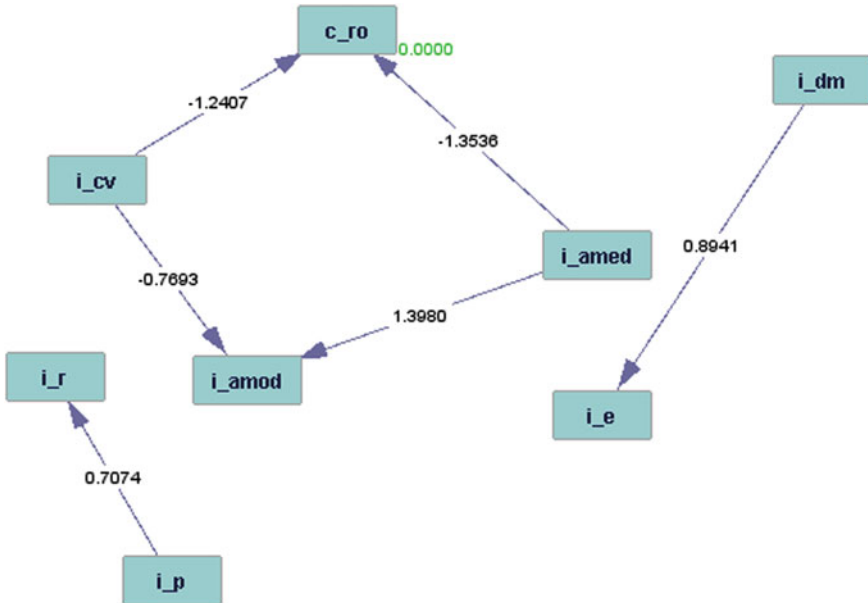 c_ro
0.0000
i_dm
-1.2407
-1.3536
i_cv
i_amed
0.8941
-0.7693
1.3980
i_r
i_amod
i_e
0.7074
i_p